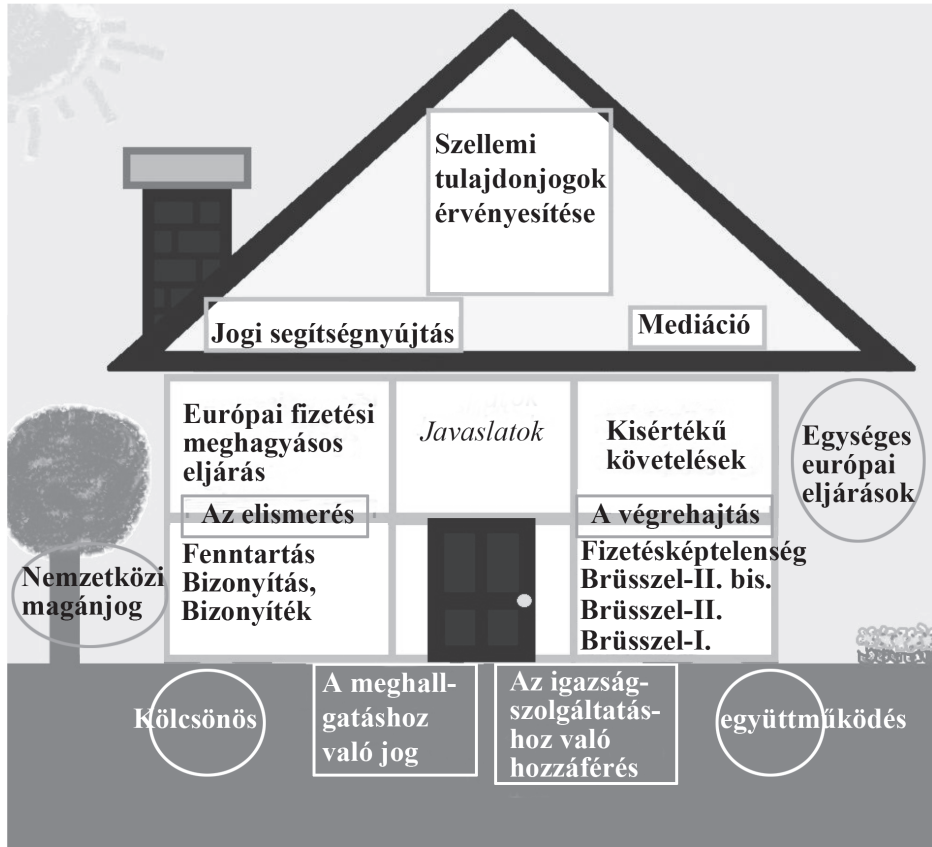 Szellemi
tulajdonjogok
érvényesítése
Jogi segítségnyújtás
Mediáció
Európai fizetési
meghagyásos
eljárás
Javaslatok
Kisértékű
követelések
Egységes
európai
eljárások
Az elismerés
A végrehajtás
Nemzetközi
magánjog
Fenntartás
Bizonyítás,
Bizonyíték
Fizetésképtelenség
Brüsszel-II. bis.
Brüsszel-II.
Brüsszel-I.
Kölcsönös
A meghall-
gatáshoz
való jog
Az igazság-
szolgáltatás-
hoz való
hozzáférés
együttműködés